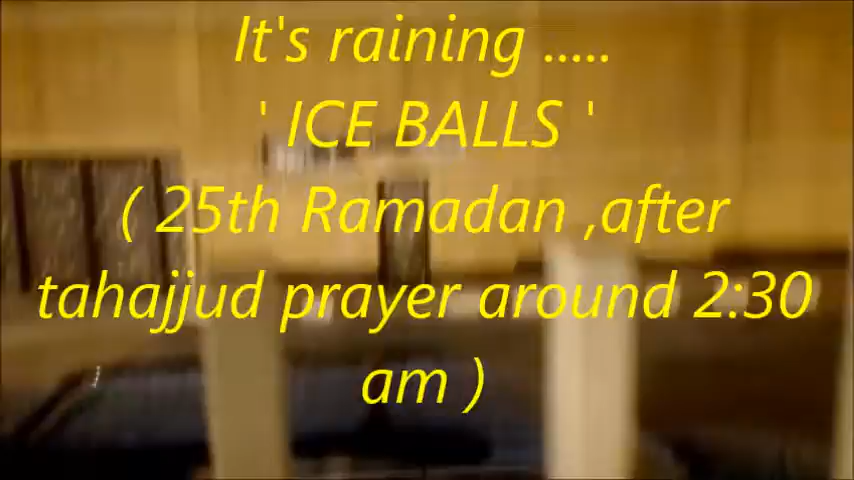 It's raining .....
' ICE BALLS '
( 25th Ramadan ,after
tahajjud prayer around 2:30
am )